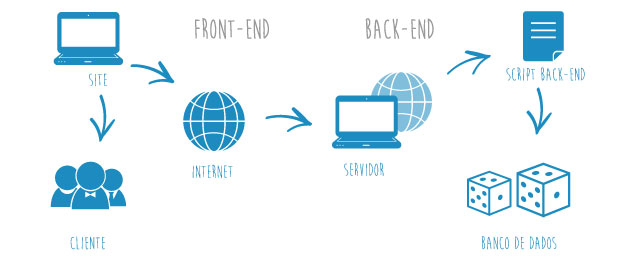 FRONT-END
BACK-END
SITE
SCRIPT BACK-END
INTERNET
SERVIDOR
CLIENTE
BANCO DE DADOS